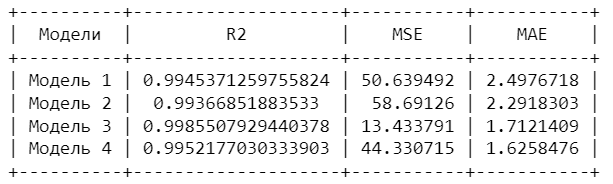 +----------+--------------------+-----------+-----------+
|  Модели  |         R2         |    MSE    |    MAE    |
+----------+--------------------+-----------+-----------+
| Модель 1 | 0.9945371259755824 | 50.639492 | 2.4976718 |
| Модель 2 |  0.99366851883533  |  58.69126 | 2.2918303 |
| Модель 3 | 0.9985507929440378 | 13.433791 | 1.7121409 |
| Модель 4 | 0.9952177030333903 | 44.330715 | 1.6258476 |
+----------+--------------------+-----------+-----------+